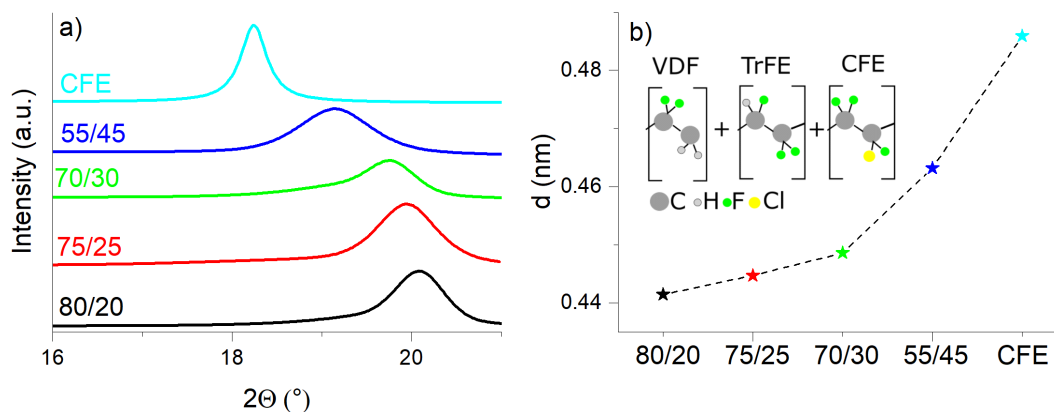 a)
CFE
55/45
70/30
75/25
80/20
Intensity (a.u.)
16 18 20
2Θ (°)
b)
0.48
0.46
0.44
d (nm)
VDF TrFE CFE
+ +
C H F Cl
80/20 75/25 70/30 55/45 CFE